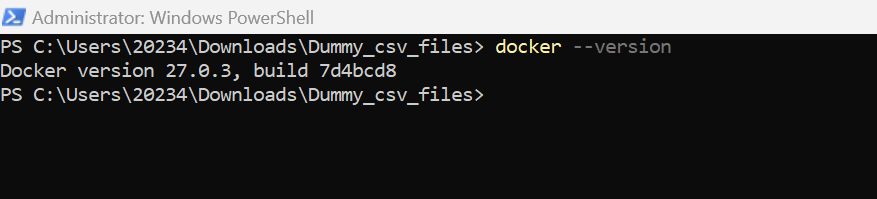 Administrator: Windows PowerShell
PS C:\Users\20234\Downloads\Dummy_csv_files> docker --version
Docker version 27.0.3, build 7d4bcd8
PS C:\Users\20234\Downloads\Dummy_csv_files>